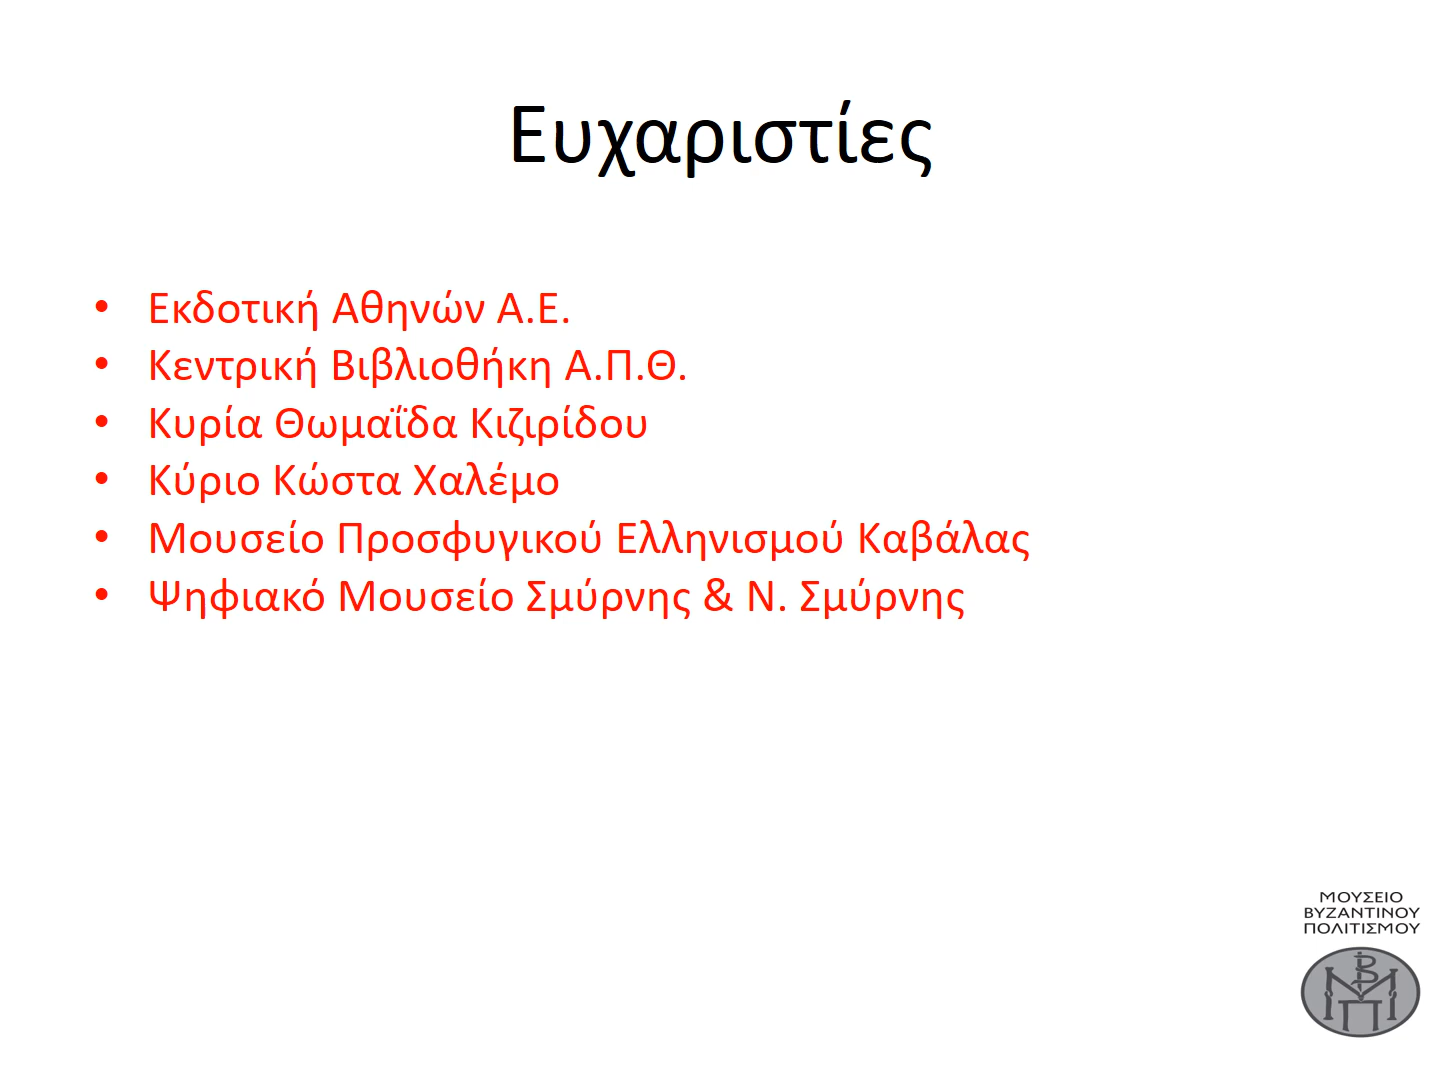 Ευχαριστίες
• Εκδοτική Αθηνών Α.Ε.
• Κεντρική Βιβλιοθήκη Α.Π.Θ.
• Κυρία Θωμαΐδα Κιζιρίδου
• Κύριο Κώστα Χαλέμο
• Μουσείο Προσφυγικού Ελληνισμού Καβάλας
• Ψηφιακό Μουσείο Σμύρνης & Ν. Σμύρνης
ΜΟΥΣΕΙΟ
ΒΥΖΑΝΤΙΝΟΥ
ΠΟΛΙΤΙΣΜΟΥ